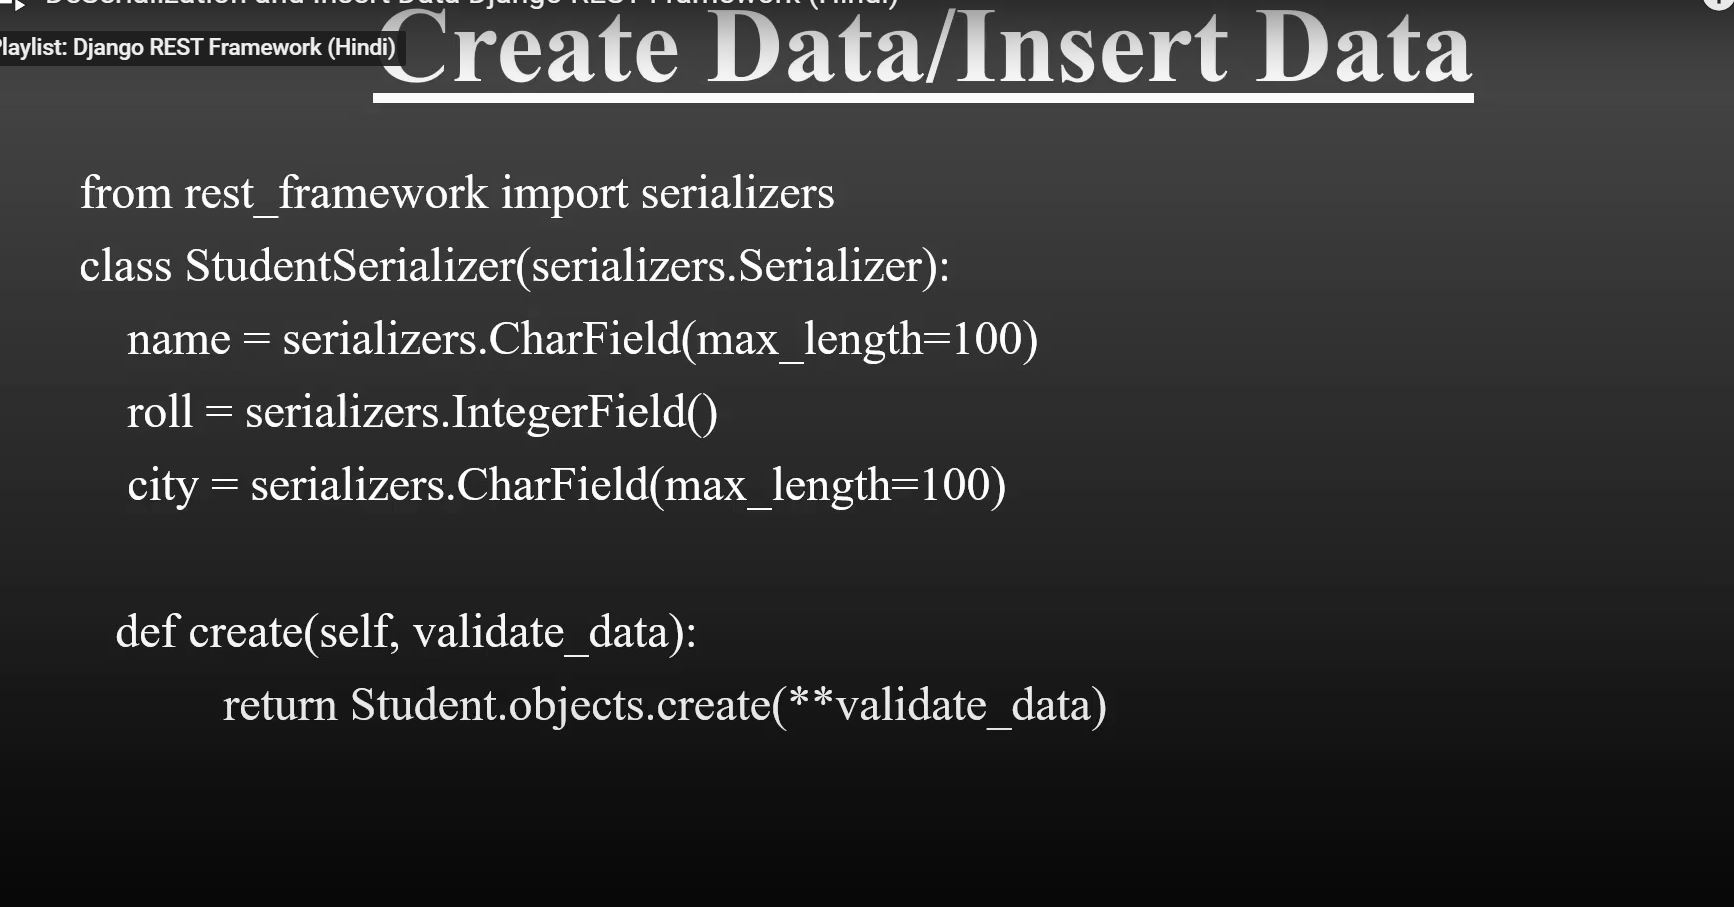 DeSerialization and Insert Data Django REST Framework (Hindi)
Playlist: Django REST Framework (Hindi)
Create Data/Insert Data
from rest_framework import serializers
class StudentSerializer(serializers.Serializer):
name = serializers.CharField(max_length=100)
roll = serializers.IntegerField()
city = serializers.CharField(max_length=100)
def create(self, validate_data):
return Student.objects.create(**validate_data)